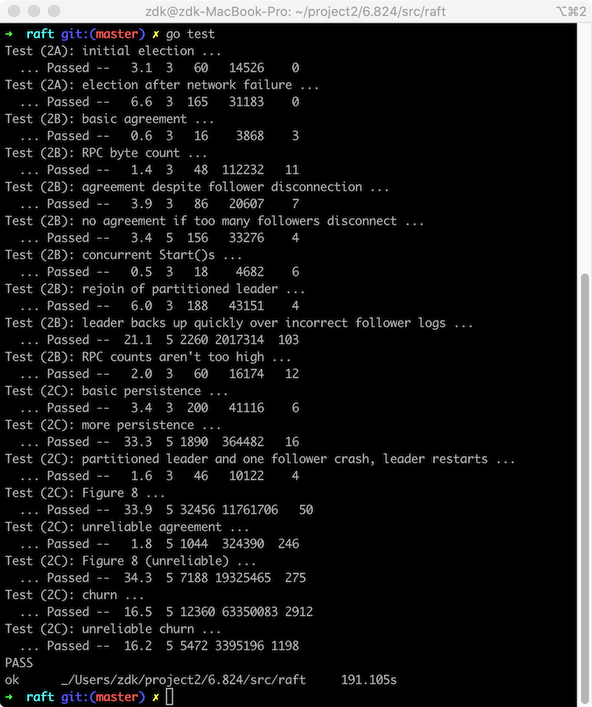 zdk@zdk-MacBook-Pro: ~/project2/6.824/src/raft ⌥⌘2
➜ raft git:(master) ✗ go test
Test (2A): initial election ...
... Passed -- 3.1 3 60 14526 0
Test (2A): election after network failure ...
... Passed -- 6.6 3 165 31183 0
Test (2B): basic agreement ...
... Passed -- 0.6 3 16 3868 3
Test (2B): RPC byte count ...
... Passed -- 1.4 3 48 112232 11
Test (2B): agreement despite follower disconnection ...
... Passed -- 3.9 3 86 20607 7
Test (2B): no agreement if too many followers disconnect ...
... Passed -- 3.4 5 156 33276 4
Test (2B): concurrent Start()s ...
... Passed -- 0.5 3 18 4682 6
Test (2B): rejoin of partitioned leader ...
... Passed -- 6.0 3 188 43151 4
Test (2B): leader backs up quickly over incorrect follower logs ...
... Passed -- 21.1 5 2260 2017314 103
Test (2B): RPC counts aren't too high ...
... Passed -- 2.0 3 60 16174 12
Test (2C): basic persistence ...
... Passed -- 3.4 3 200 41116 6
Test (2C): more persistence ...
... Passed -- 33.3 5 1890 364482 16
Test (2C): partitioned leader and one follower crash, leader restarts ...
... Passed -- 1.6 3 46 10122 4
Test (2C): Figure 8 ...
... Passed -- 33.9 5 32456 11761706 50
Test (2C): unreliable agreement ...
... Passed -- 1.8 5 1044 324390 246
Test (2C): Figure 8 (unreliable) ...
... Passed -- 34.3 5 7188 19325465 275
Test (2C): churn ...
... Passed -- 16.5 5 12360 63350083 2912
Test (2C): unreliable churn ...
... Passed -- 16.2 5 5472 3395196 1198
PASS
ok _/Users/zdk/project2/6.824/src/raft 191.105s
➜ raft git:(master) ✗